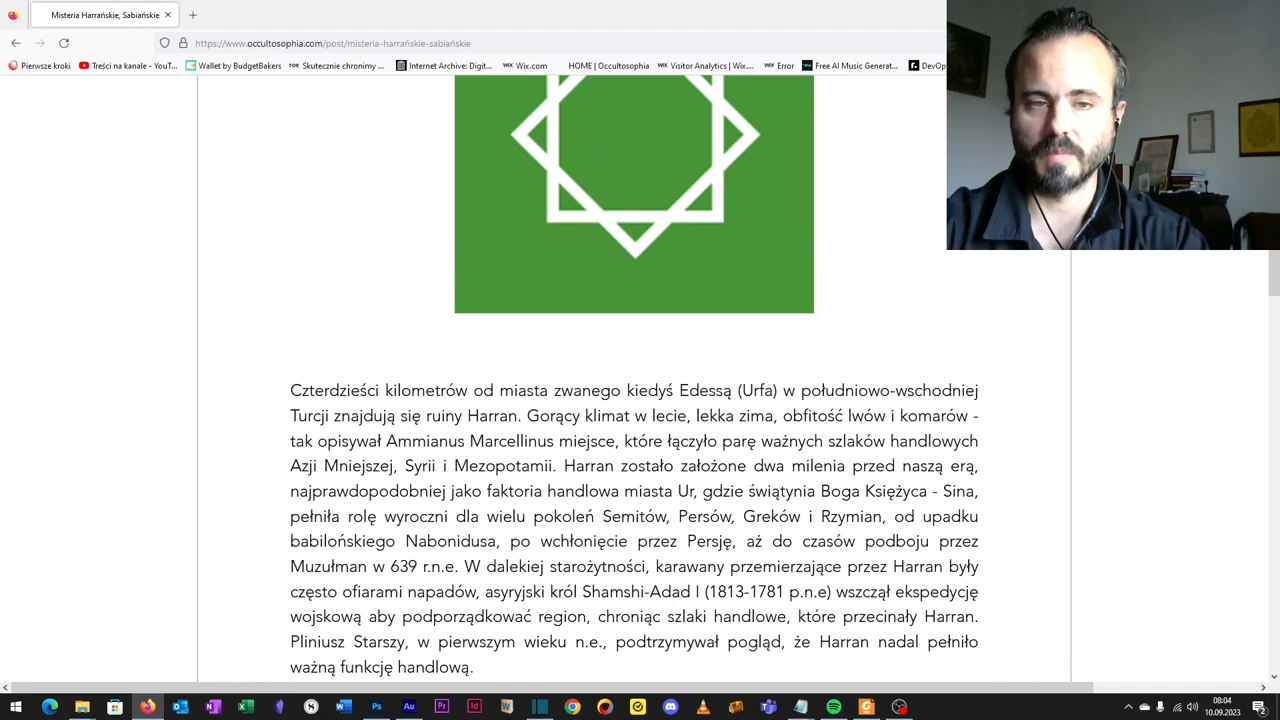 Misteria Harrańskie, Sabiańskie
https://www.occultosophia.com/post/misteria-harrańskie-sabiańskie
Pierwsze kroki
Treści na kanale – YouT...
Wallet by BudgetBakers
Skutecznie chronimy ...
Internet Archive: Digit...
Wix.com
HOME | Occultosophia
Visitor Analytics | Wix....
Error
Free AI Music Generat...
DevOp
Czterdzieści kilometrów od miasta zwanego kiedyś Edessą (Urfa) w południowo-wschodniej
Turcji znajdują się ruiny Harran. Gorący klimat w lecie, lekka zima, obfitość lwów i komarów -
tak opisywał Ammianus Marcellinus miejsce, które łączyło parę ważnych szlaków handlowych
Azji Mniejszej, Syrii i Mezopotamii. Harran zostało założone dwa milenia przed naszą erą,
najprawdopodobniej jako faktoria handlowa miasta Ur, gdzie świątynia Boga Księżyca - Sina,
pełniła rolę wyroczni dla wielu pokoleń Semitów, Persów, Greków i Rzymian, od upadku
babilońskiego Nabonidusa, po wchłonięcie przez Persję, aż do czasów podboju przez
Muzułman w 639 r.n.e. W dalekiej starożytności, karawany przemierzające przez Harran były
często ofiarami napadów, asyryjski król Shamshi-Adad I (1813-1781 p.n.e) wszczął ekspedycję
wojskową aby podporządkować region, chroniąc szlaki handlowe, które przecinały Harran.
Pliniusz Starszy, w pierwszym wieku n.e., podtrzymywał pogląd, że Harran nadal pełniło
ważną funkcję handlową.
08:04
10.09.2023